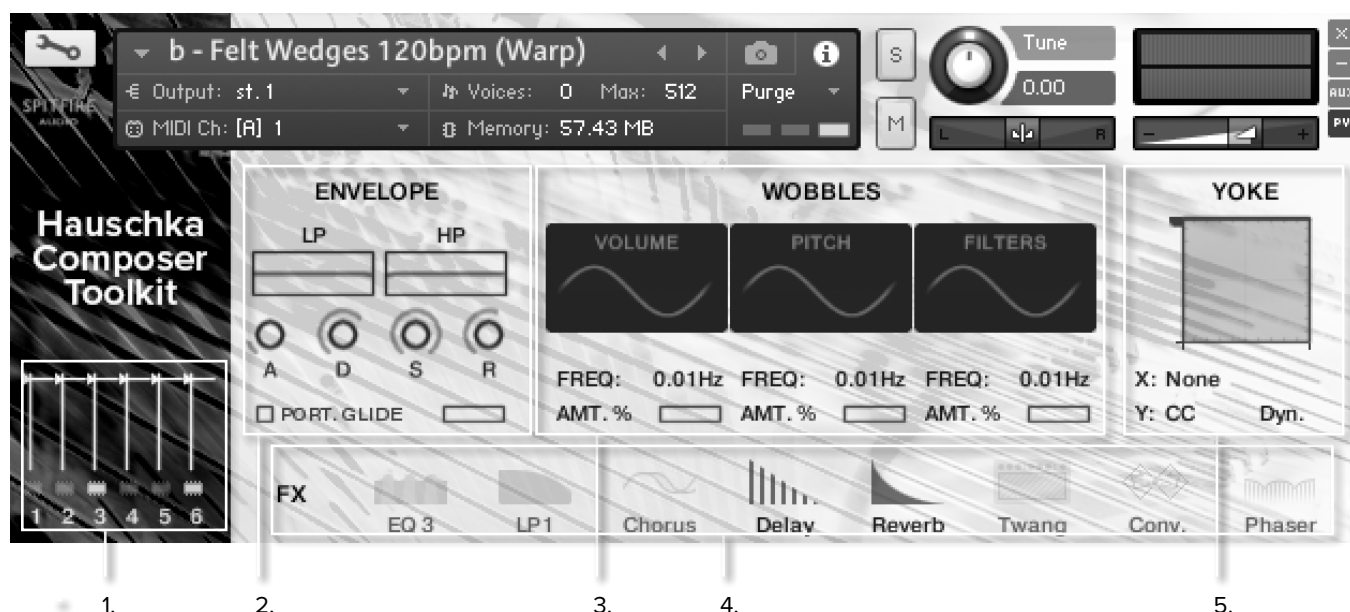 b - Felt Wedges 120bpm (Warp)
S
Tune
Output: st. 1
Voices: 0 Max: 512
Purge
0.00
AUX
SPITFIRE
AUDIO
MIDI Ch: [A] 1
Memory: 57.43 MB
M
L
R
-
+
PV
ENVELOPE
WOBBLES
YOKE
Hauschka
Composer
Toolkit
LP
HP
VOLUME
PITCH
FILTERS
A
D
S
R
FREQ: 0.01Hz FREQ: 0.01Hz FREQ: 0.01Hz
X: None
PORT. GLIDE
AMT. % AMT. % AMT. %
Y: CC Dyn.
FX
1 2 3 4 5 6
EQ 3 LP1 Chorus Delay Reverb Twang Conv. Phaser
1. 2. 3. 4. 5.